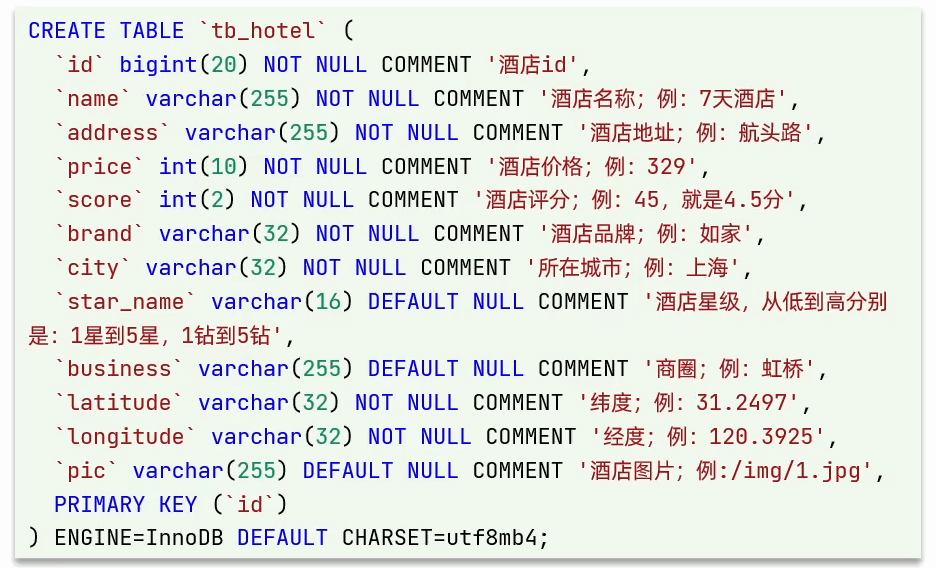 CREATE TABLE `tb_hotel` (
  `id` bigint(20) NOT NULL COMMENT '酒店id',
  `name` varchar(255) NOT NULL COMMENT '酒店名称；例：7天酒店',
  `address` varchar(255) NOT NULL COMMENT '酒店地址；例：航头路',
  `price` int(10) NOT NULL COMMENT '酒店价格；例：329',
  `score` int(2) NOT NULL COMMENT '酒店评分；例：45，就是4.5分',
  `brand` varchar(32) NOT NULL COMMENT '酒店品牌；例：如家',
  `city` varchar(32) NOT NULL COMMENT '所在城市；例：上海',
  `star_name` varchar(16) DEFAULT NULL COMMENT '酒店星级，从低到高分别
是：1星到5星，1钻到5钻',
  `business` varchar(255) DEFAULT NULL COMMENT '商圈；例：虹桥',
  `latitude` varchar(32) NOT NULL COMMENT '纬度；例：31.2497',
  `longitude` varchar(32) NOT NULL COMMENT '经度；例：120.3925',
  `pic` varchar(255) DEFAULT NULL COMMENT '酒店图片；例:/img/1.jpg',
  PRIMARY KEY (`id`)
) ENGINE=InnoDB DEFAULT CHARSET=utf8mb4;